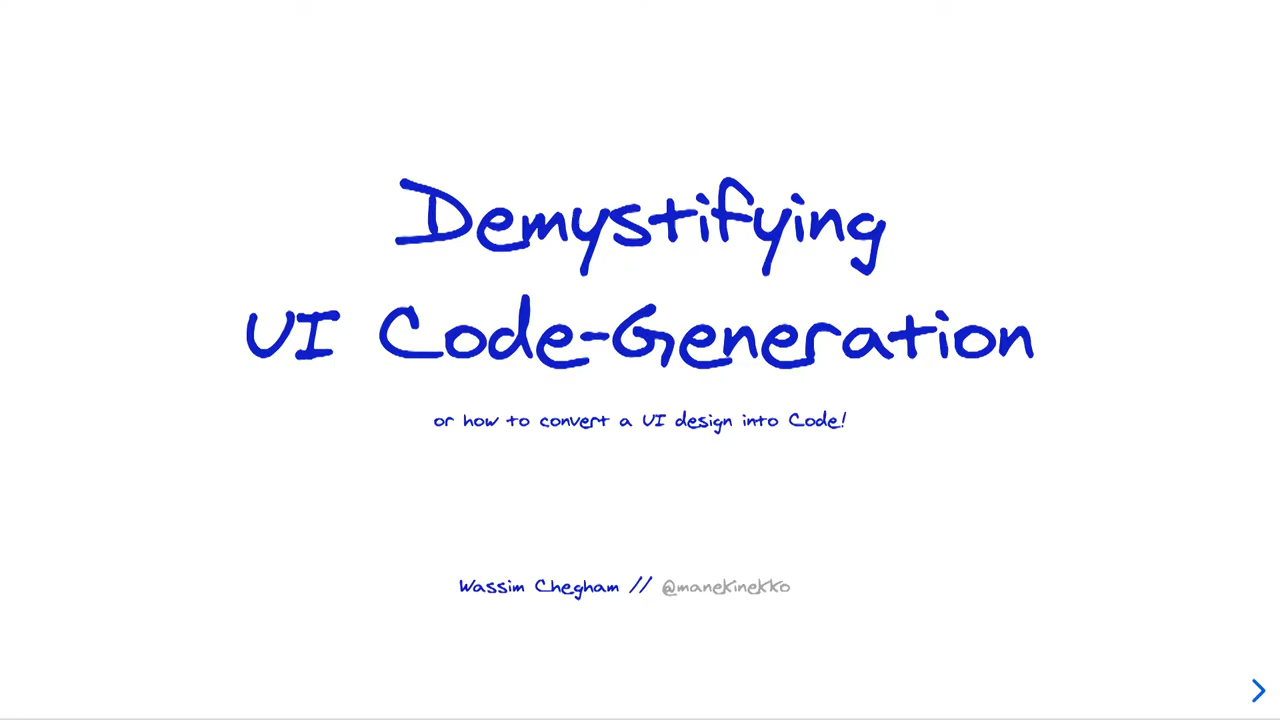 Demystifying
UI Code-Generation
or how to convert a UI design into Code!
Wassim Chegham // @manekinekko